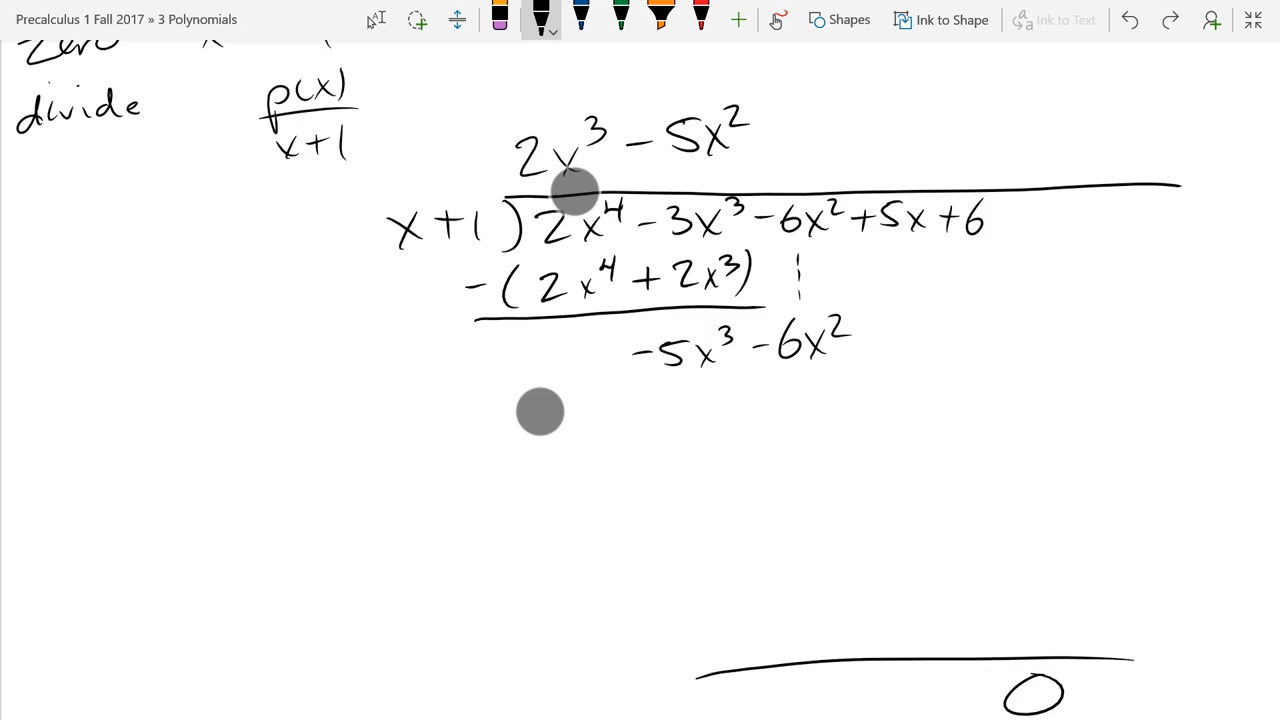 Precalculus 1 Fall 2017 » 3 Polynomials
Shapes
Ink to Shape
Ink to Text
zero x
divide p(x)/x+1
2x³ - 5x²
x+1 ) 2x⁴ - 3x³ - 6x² + 5x + 6
- ( 2x⁴ + 2x³ )
-5x³ - 6x²
0